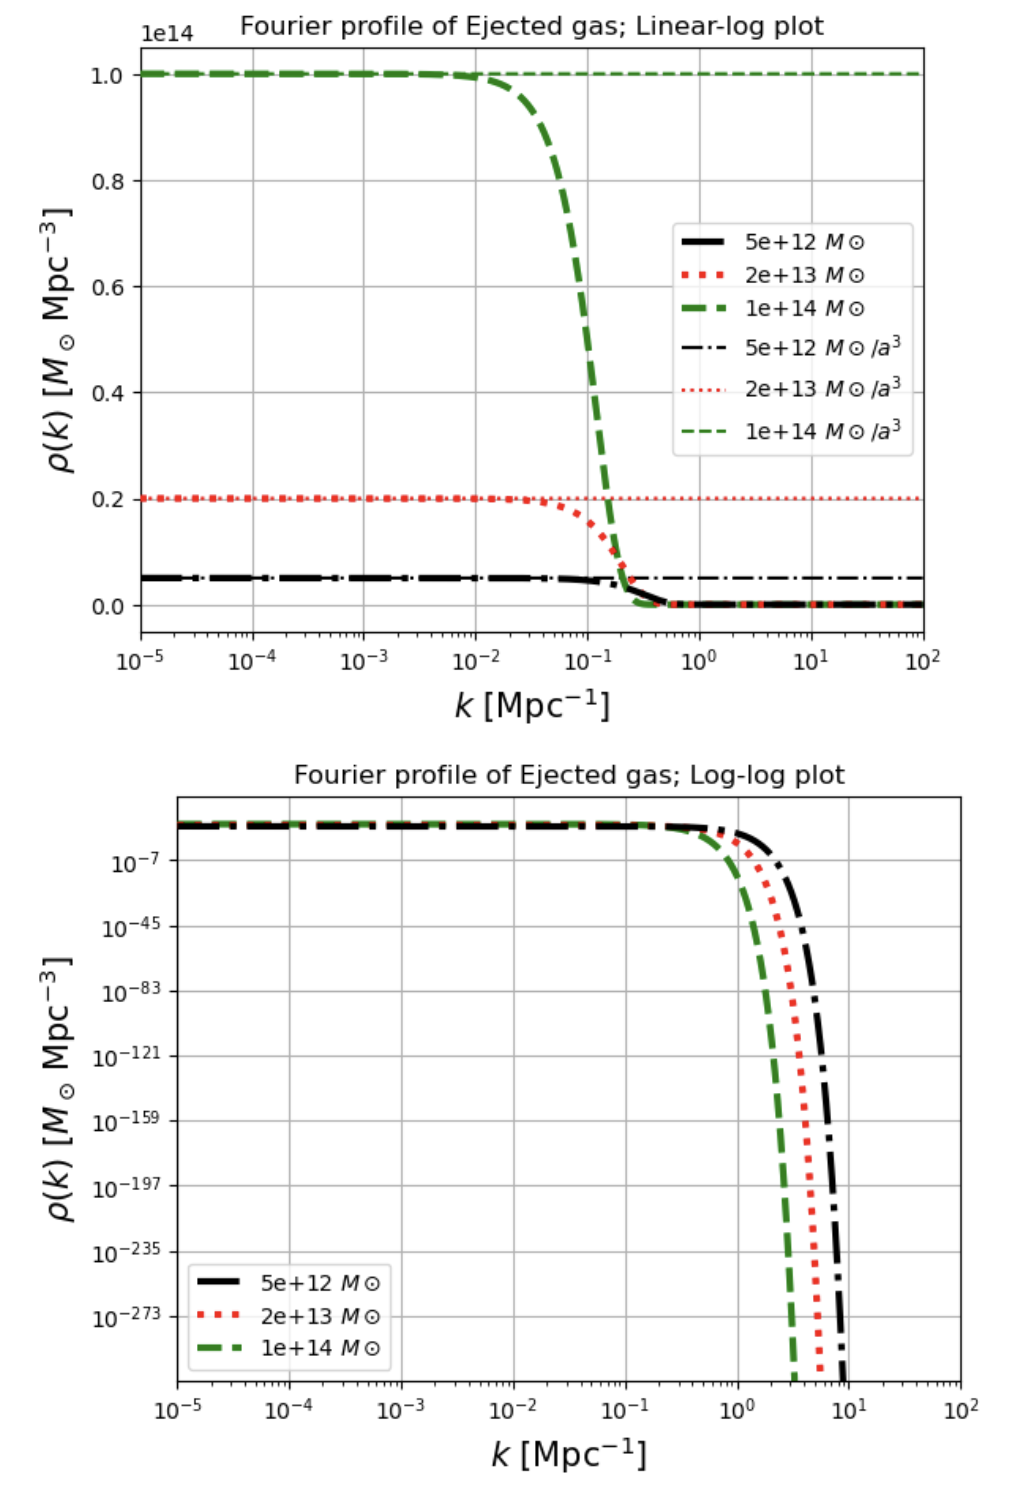 Fourier profile of Ejected gas; Linear-log plot
1e14
1.0
0.8
0.6
0.4
0.2
0.0
ρ(k) [M⊙ Mpc⁻³]
5e+12 M⊙
2e+13 M⊙
1e+14 M⊙
5e+12 M⊙/a³
2e+13 M⊙/a³
1e+14 M⊙/a³
10⁻⁵ 10⁻⁴ 10⁻³ 10⁻² 10⁻¹ 10⁰ 10¹ 10²
k [Mpc⁻¹]
Fourier profile of Ejected gas; Log-log plot
10⁻⁷
10⁻⁴⁵
10⁻⁸³
10⁻¹²¹
10⁻¹⁵⁹
10⁻¹⁹⁷
10⁻²³⁵
10⁻²⁷³
ρ(k) [M⊙ Mpc⁻³]
5e+12 M⊙
2e+13 M⊙
1e+14 M⊙
10⁻⁵ 10⁻⁴ 10⁻³ 10⁻² 10⁻¹ 10⁰ 10¹ 10²
k [Mpc⁻¹]